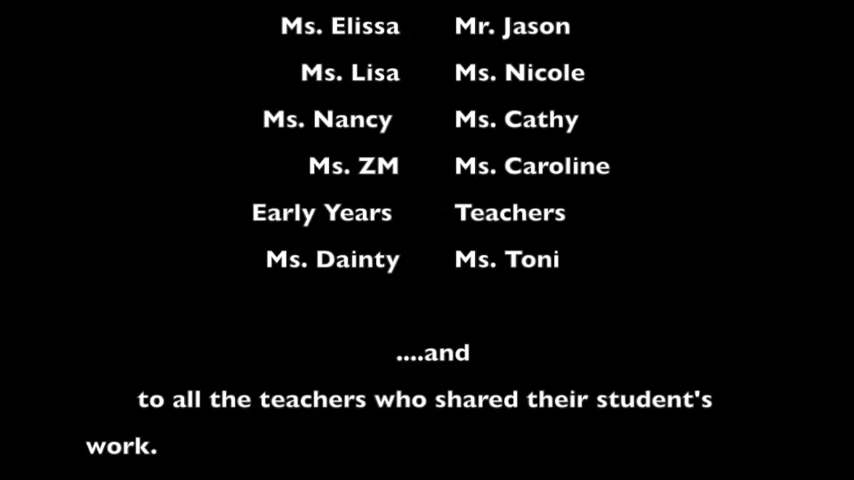 Ms. Elissa Mr. Jason
Ms. Lisa Ms. Nicole
Ms. Nancy Ms. Cathy
Ms. ZM Ms. Caroline
Early Years Teachers
Ms. Dainty Ms. Toni
....and
to all the teachers who shared their student's
work.